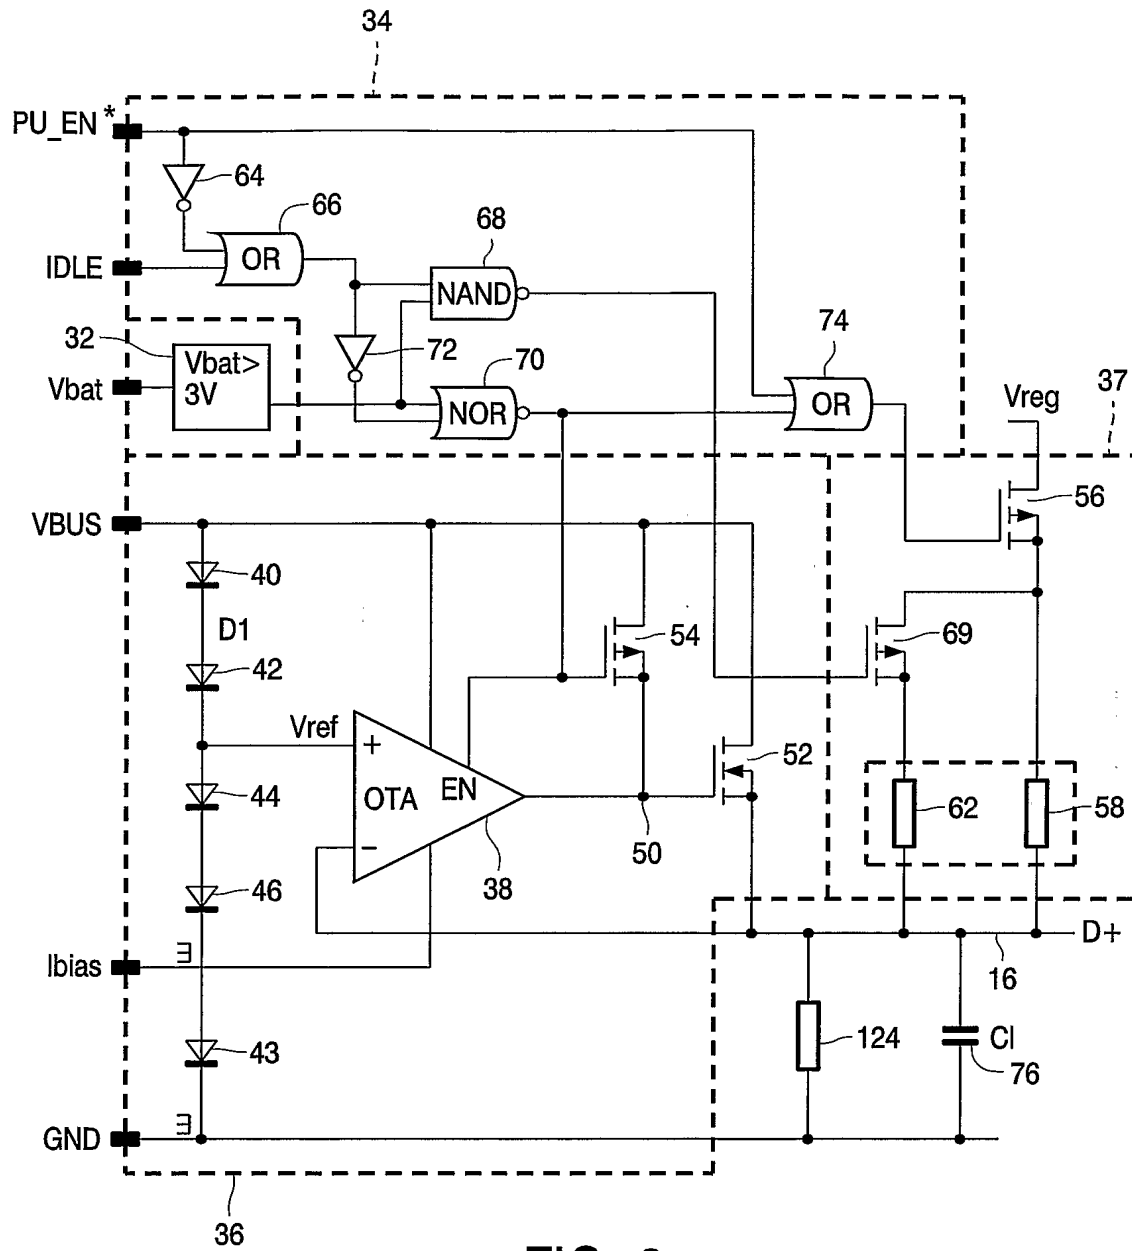 34
PU_EN*
64
66
68
OR
IDLE
NAND
74
32
Vbat>
3V
72
70
Vbat
NOR
OR
Vreg
37
56
VBUS
40
D1
54
69
42
Vref
+
52
EN
OTA
44
62
58
50
−
38
46
D+
Ibias
16
43
124
Cl
76
GND
36